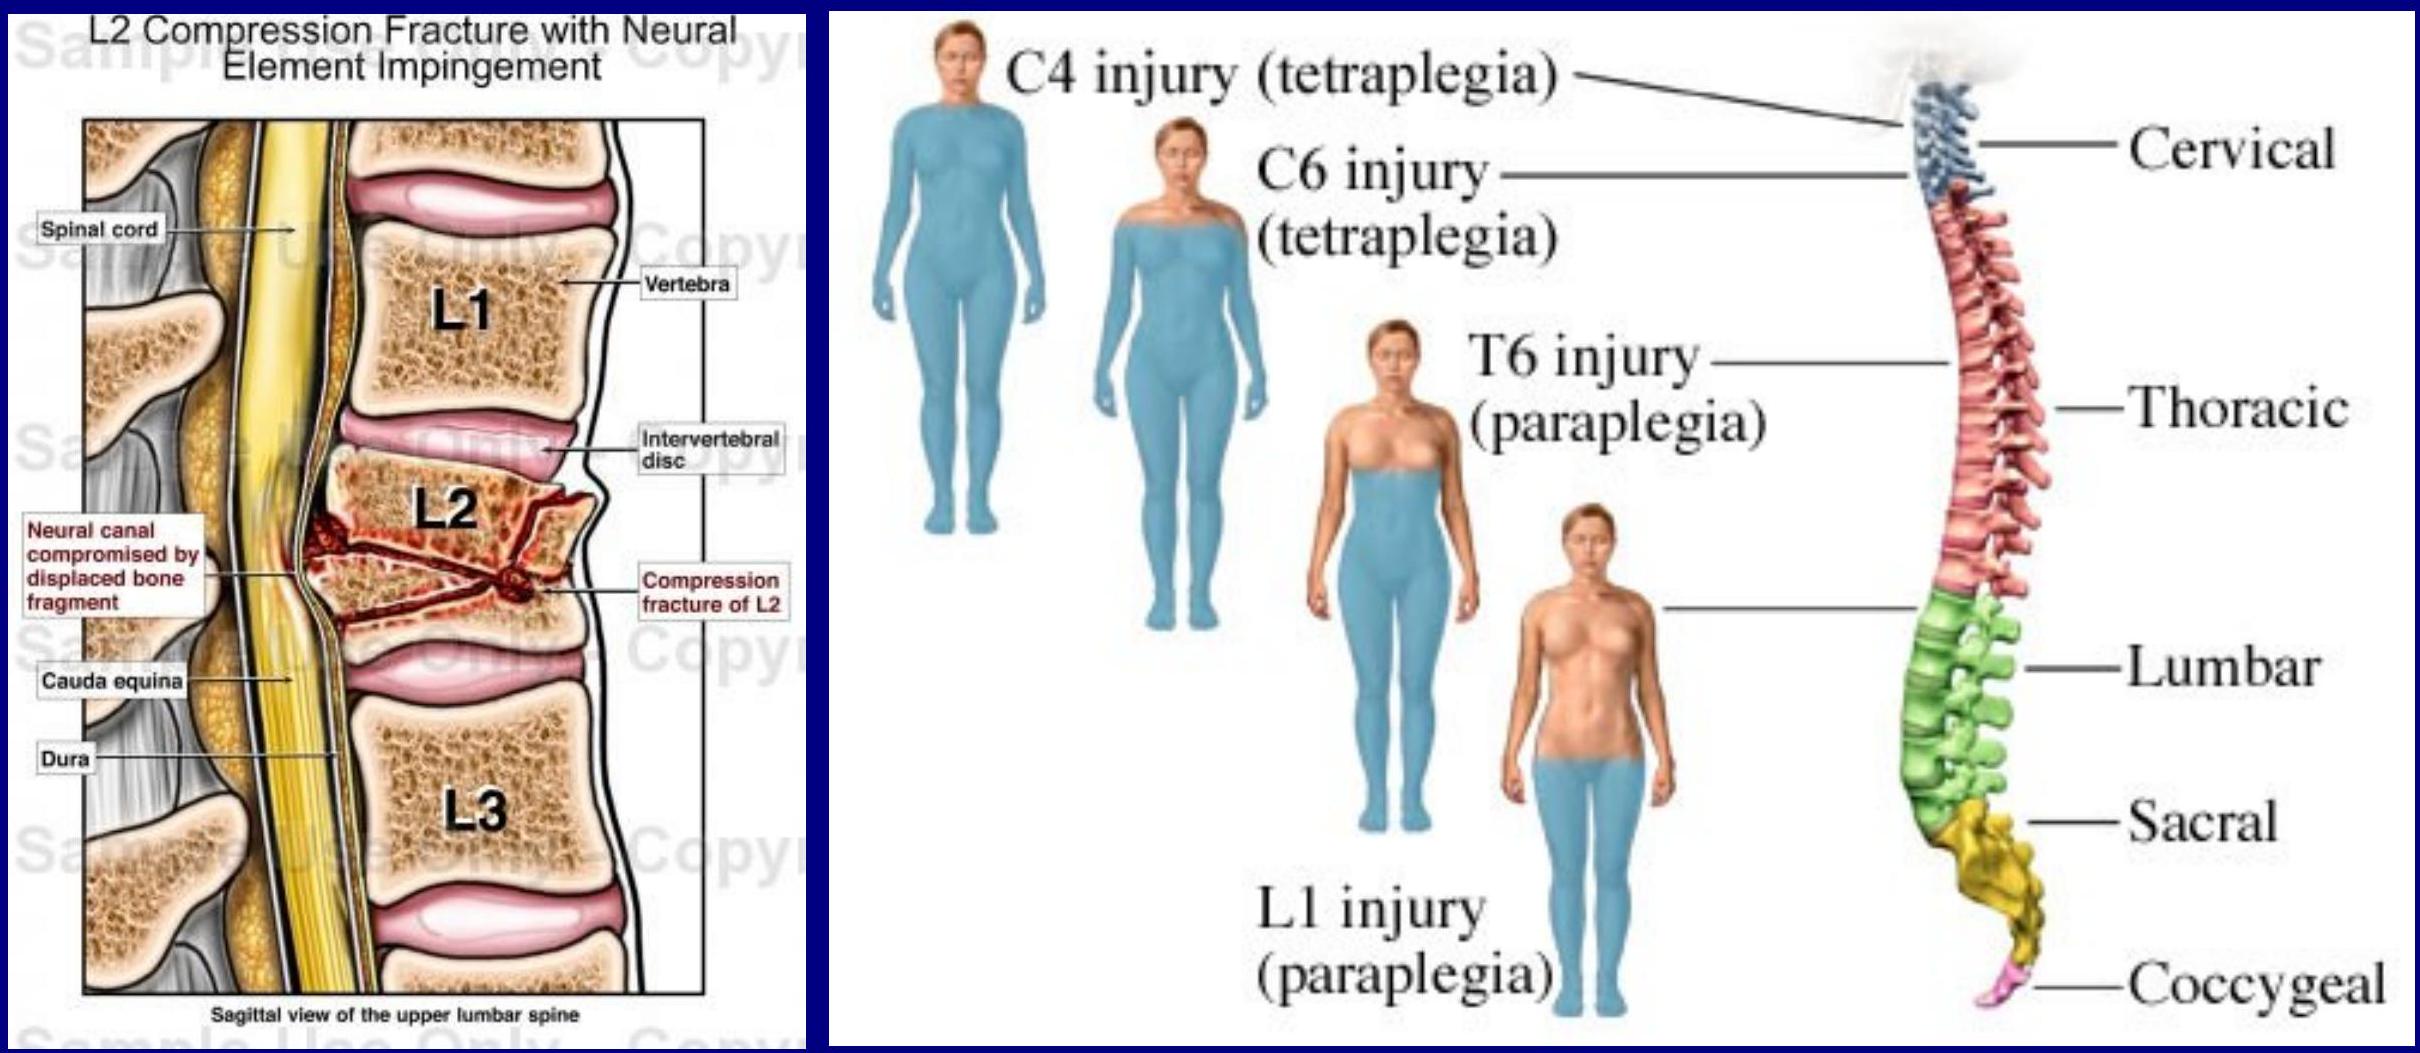 L2 Compression Fracture with Neural
Element Impingement
Spinal cord
Vertebra
L1
Intervertebral
disc
L2
Neural canal
compromised by
displaced bone
fragment
Compression
fracture of L2
Cauda equina
Dura
L3
Sagittal view of the upper lumbar spine
Sample Use Only - Copyr
C4 injury (tetraplegia)
C6 injury
(tetraplegia)
T6 injury
(paraplegia)
L1 injury
(paraplegia)
Cervical
Thoracic
Lumbar
Sacral
Coccygeal